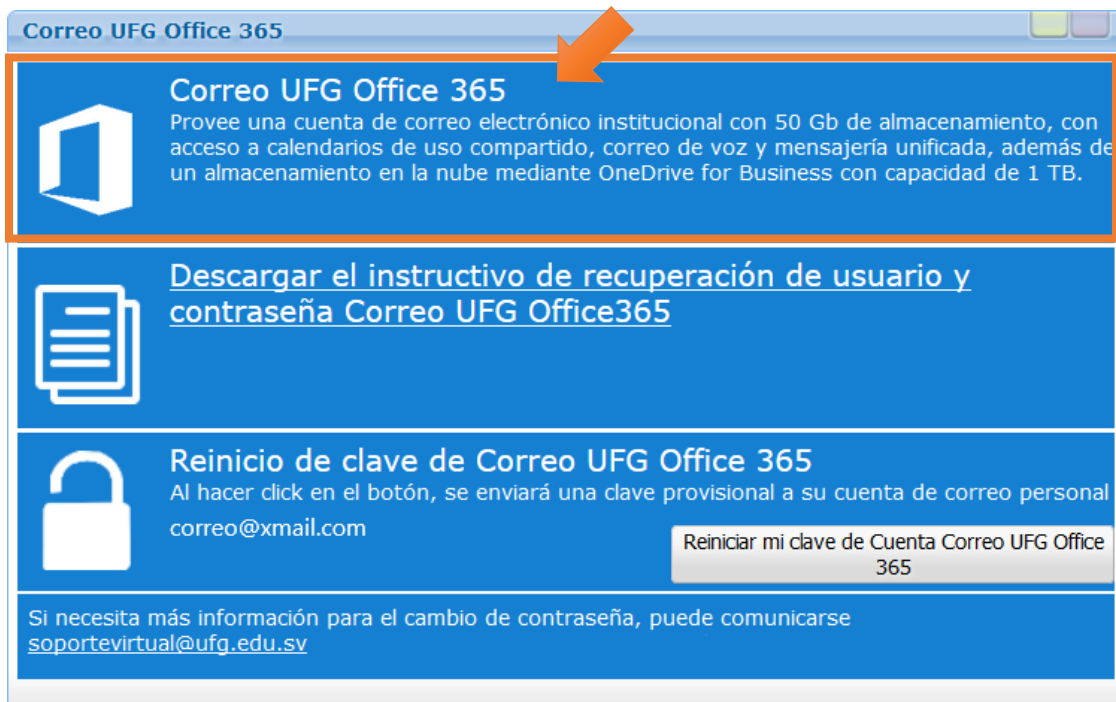 Correo UFG Office 365
Correo UFG Office 365
Provee una cuenta de correo electrónico institucional con 50 Gb de almacenamiento, con
acceso a calendarios de uso compartido, correo de voz y mensajería unificada, además de
un almacenamiento en la nube mediante OneDrive for Business con capacidad de 1 TB.
Descargar el instructivo de recuperación de usuario y
contraseña Correo UFG Office365
Reinicio de clave de Correo UFG Office 365
Al hacer click en el botón, se enviará una clave provisional a su cuenta de correo personal
correo@xmail.com
Reiniciar mi clave de Cuenta Correo UFG Office
365
Si necesita más información para el cambio de contraseña, puede comunicarse
soportevirtual@ufg.edu.sv